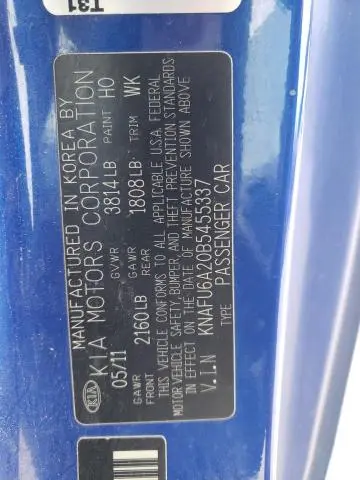 T31
MANUFACTURED IN KOREA BY
KIA MOTORS CORPORATION
05/11 GVWR 3814LB PAINT HO
GAWR FRONT 2160LB GAWR REAR 1808LB TRIM WK
THIS VEHICLE CONFORMS TO ALL APPLICABLE U.S.A. FEDERAL
MOTOR VEHICLE SAFETY, BUMPER, AND THEFT PREVENTION STANDARDS
IN EFFECT ON THE DATE OF MANUFACTURE SHOWN ABOVE
V.I.N KNAFU6A20B5455337
TYPE PASSENGER CAR
KIA